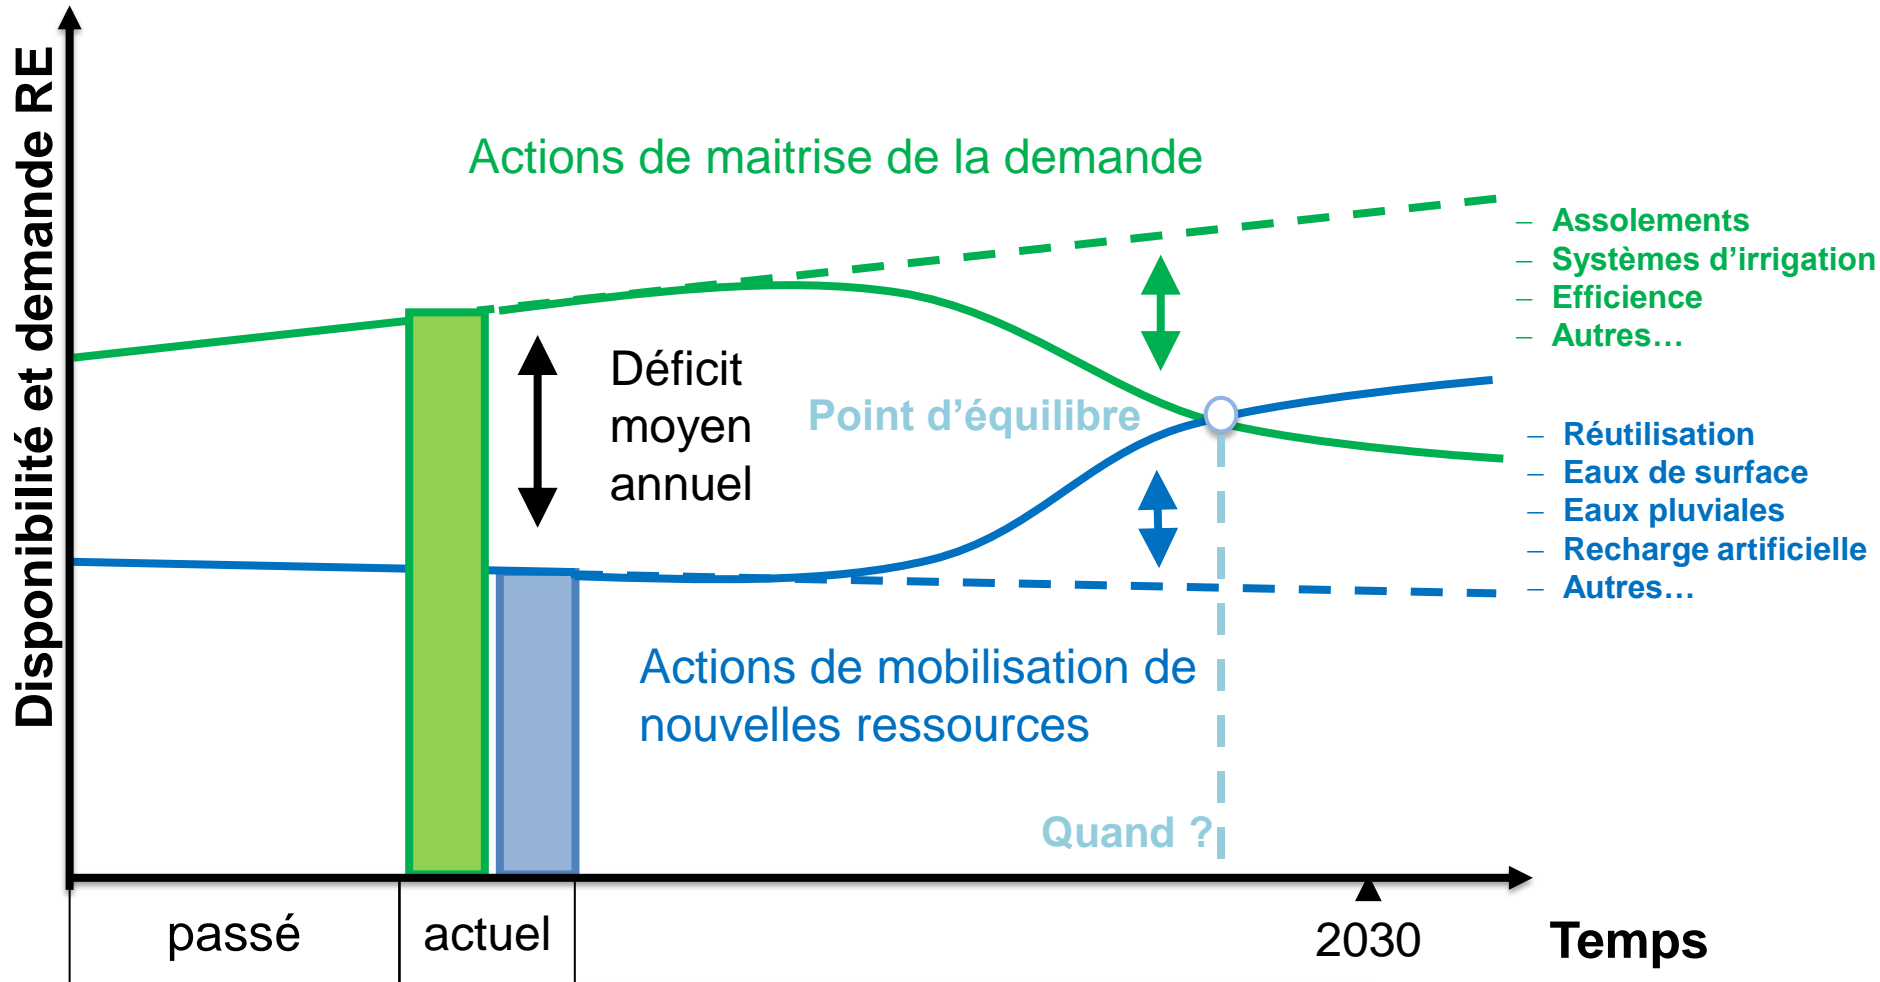 Disponibilité et demande RE
Actions de maitrise de la demande
– Assolements
– Systèmes d’irrigation
– Efficience
– Autres…
Déficit
moyen
annuel
Point d’équilibre
– Réutilisation
– Eaux de surface
– Eaux pluviales
– Recharge artificielle
– Autres…
Actions de mobilisation de
nouvelles ressources
Quand ?
passé
actuel
2030
Temps